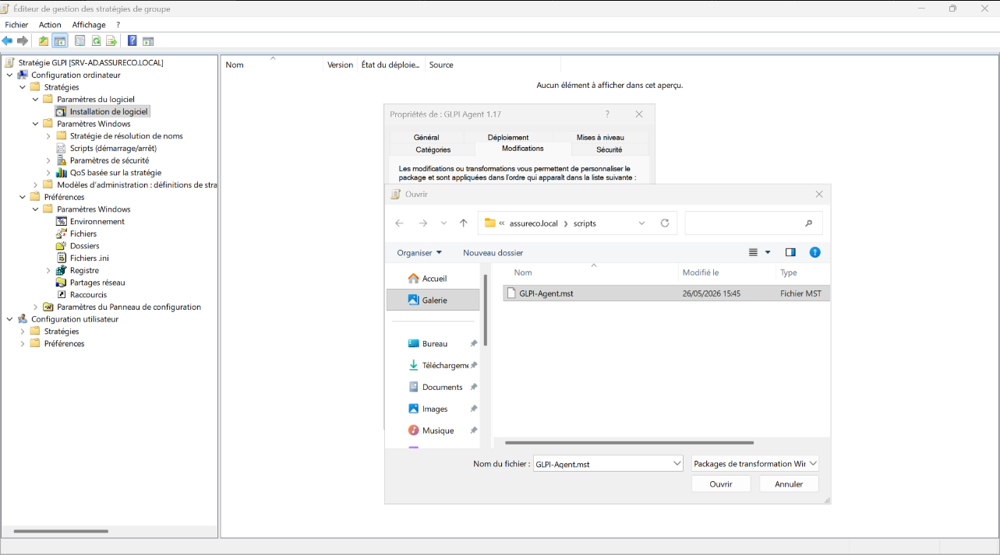 Éditeur de gestion des stratégies de groupe
Fichier Action Affichage ?
Stratégie GLPI [SRV-AD.ASSURECO.LOCAL]
Configuration ordinateur
Stratégies
Paramètres du logiciel
Installation de logiciel
Paramètres Windows
Stratégie de résolution de noms
Scripts (démarrage/arrêt)
Paramètres de sécurité
QoS basée sur la stratégie
Modèles d'administration : définitions de stra
Préférences
Paramètres Windows
Environnement
Fichiers
Dossiers
Fichiers .ini
Registre
Partages réseau
Raccourcis
Paramètres du Panneau de configuration
Configuration utilisateur
Stratégies
Préférences
Nom Version État du déploie... Source
Aucun élément à afficher dans cet aperçu.
Propriétés de : GLPI Agent 1.17 ?
Général Déploiement Mises à niveau
Catégories Modifications Sécurité
Les modifications ou transformations vous permettent de personnaliser le
package et sont appliquées dans l'ordre qui apparaît dans la liste suivante :
Ouvrir
« assureco.local › scripts
Organiser Nouveau dossier ?
Accueil
Galerie
Bureau
Téléchargeme
Documents
Images
Musique
Nom Modifié le Type
GLPI-Agent.mst 26/05/2026 15:45 Fichier MST
Nom du fichier : GLPI-Agent.mst Packages de transformation Wir
Ouvrir Annuler